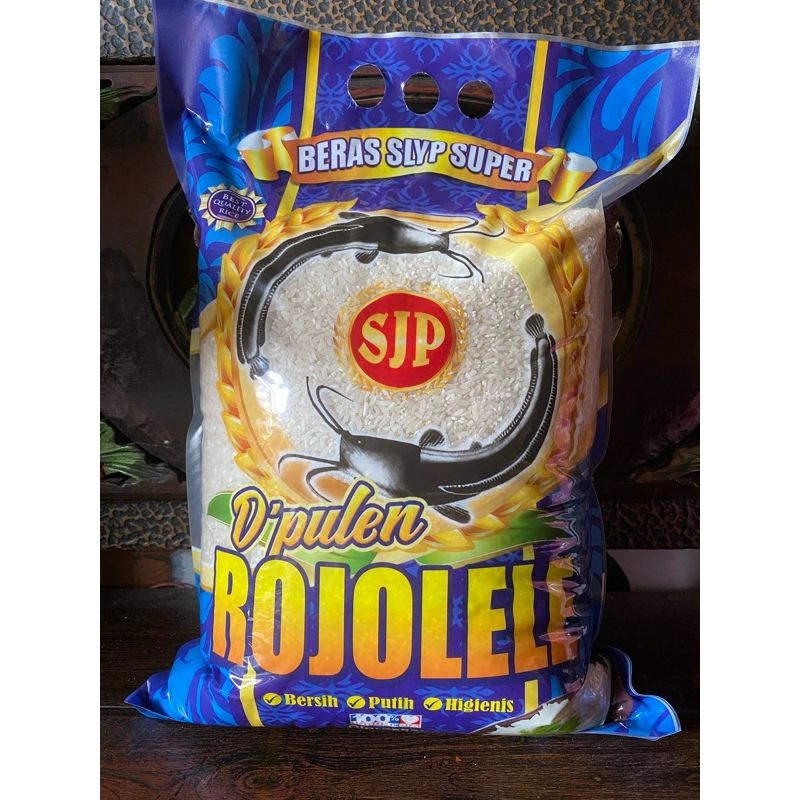 BERAS SLYP SUPER
BEST
QUALITY
RICE
SJP
D'pulen
ROJOLELE
Bersih Putih Higienis
100%